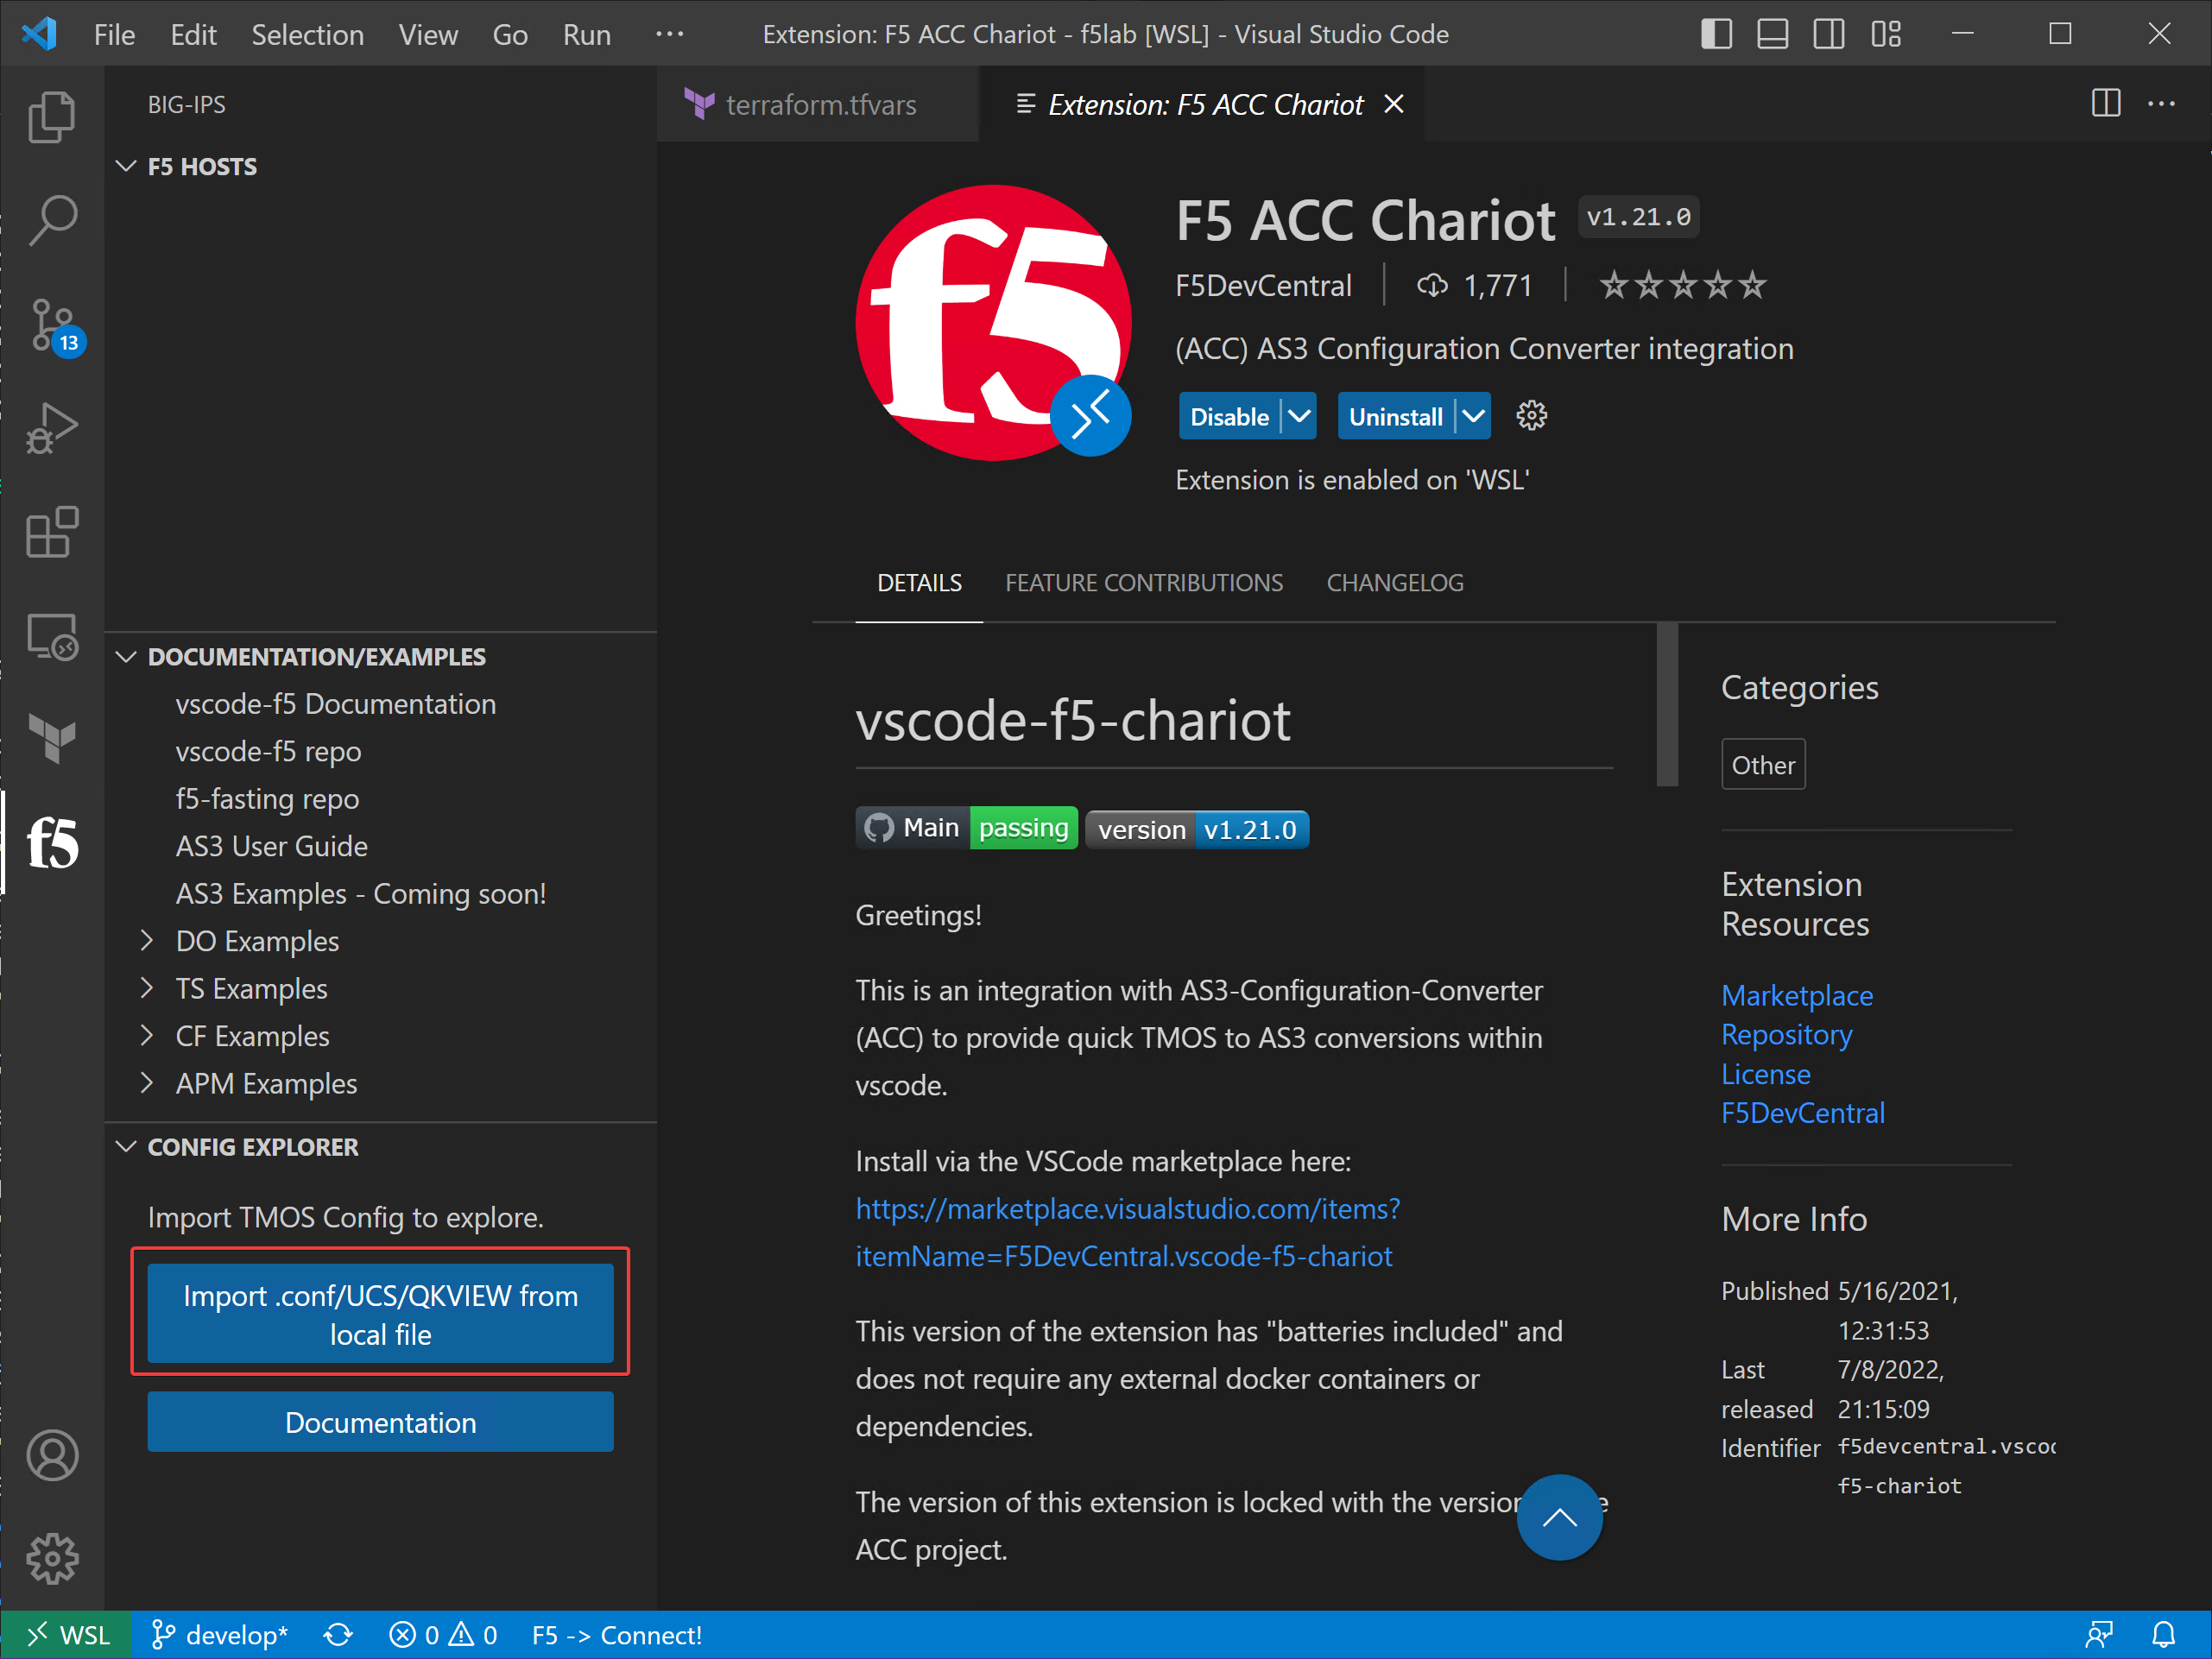 File Edit Selection View Go Run ···
Extension: F5 ACC Chariot - f5lab [WSL] - Visual Studio Code
BIG-IPS
F5 HOSTS
13
f5
DOCUMENTATION/EXAMPLES
vscode-f5 Documentation
vscode-f5 repo
f5-fasting repo
AS3 User Guide
AS3 Examples - Coming soon!
DO Examples
TS Examples
CF Examples
APM Examples
CONFIG EXPLORER
Import TMOS Config to explore.
Import .conf/UCS/QKVIEW from
local file
Documentation
terraform.tfvars
Extension: F5 ACC Chariot
f5
F5 ACC Chariot v1.21.0
F5DevCentral 1,771
(ACC) AS3 Configuration Converter integration
Disable Uninstall
Extension is enabled on 'WSL'
DETAILS FEATURE CONTRIBUTIONS CHANGELOG
vscode-f5-chariot
Main passing version v1.21.0
Greetings!
This is an integration with AS3-Configuration-Converter
(ACC) to provide quick TMOS to AS3 conversions within
vscode.
Install via the VSCode marketplace here:
https://marketplace.visualstudio.com/items?
itemName=F5DevCentral.vscode-f5-chariot
This version of the extension has "batteries included" and
does not require any external docker containers or
dependencies.
The version of this extension is locked with the version
ACC project.
Categories
Other
Extension
Resources
Marketplace
Repository
License
F5DevCentral
More Info
Published 5/16/2021,
12:31:53
Last 7/8/2022,
released 21:15:09
Identifier f5devcentral.vscod
f5-chariot
WSL develop* 0 0 F5 -> Connect!